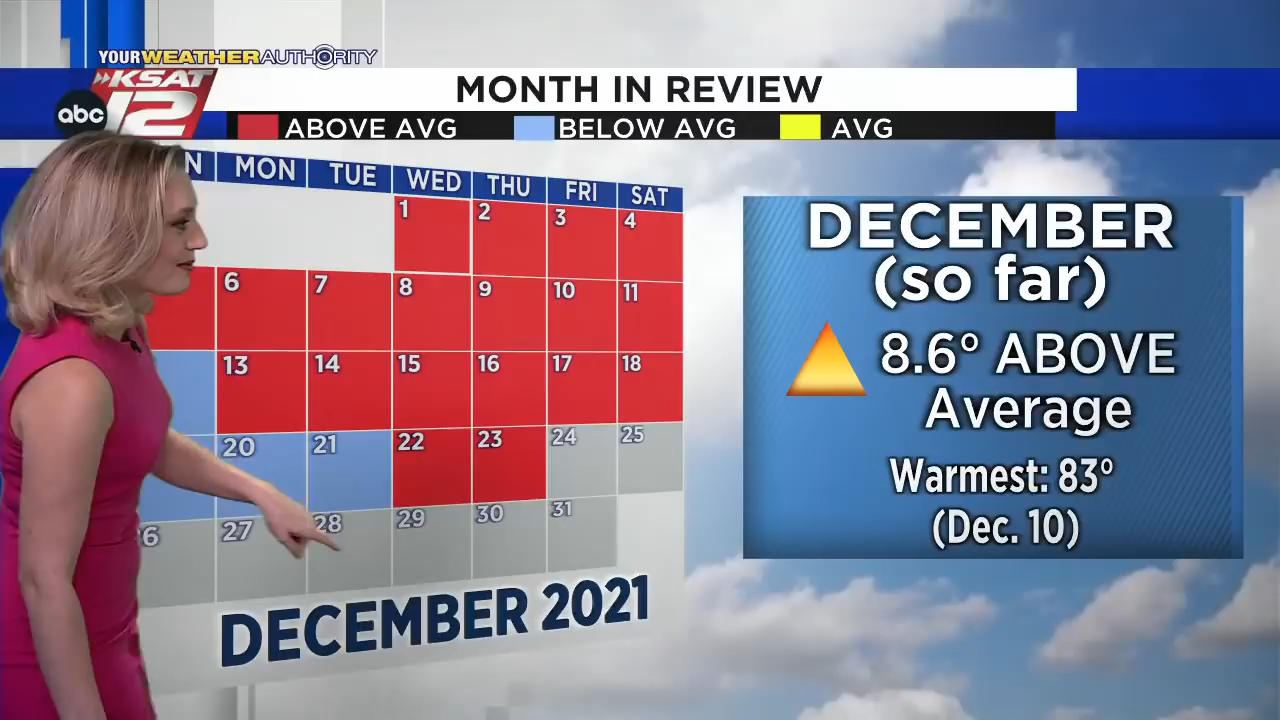 YOURWEATHERAUTHORITY
KSAT
abc 12
MONTH IN REVIEW
ABOVE AVG BELOW AVG AVG
N MON TUE WED THU FRI SAT
1 2 3 4
6 7 8 9 10 11
13 14 15 16 17 18
20 21 22 23 24 25
6 27 28 29 30 31
DECEMBER 2021
DECEMBER
(so far)
8.6° ABOVE
Average
Warmest: 83°
(Dec. 10)